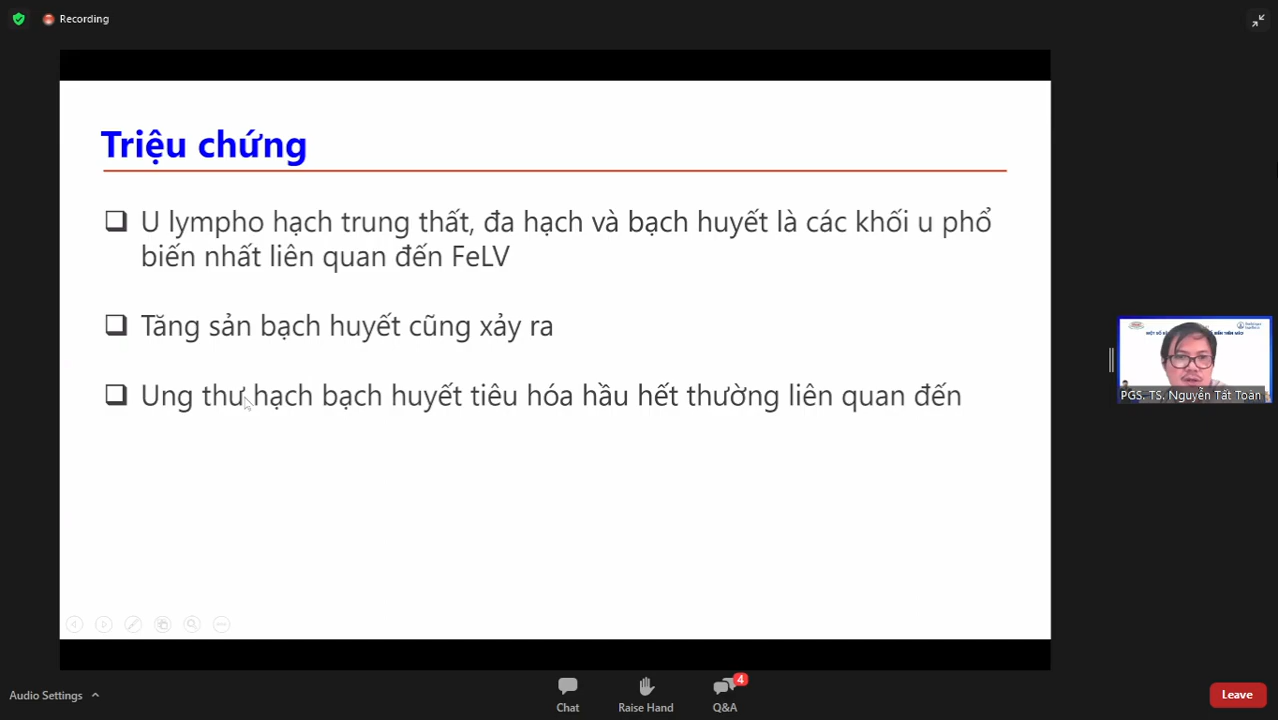 Recording
Triệu chứng
❑ U lympho hạch trung thất, đa hạch và bạch huyết là các khối u phổ
biến nhất liên quan đến FeLV
❑ Tăng sản bạch huyết cũng xảy ra
❑ Ung thư hạch bạch huyết tiêu hóa hầu hết thường liên quan đến
PGS. TS. Nguyễn Tất Toàn
Audio Settings
Chat
Raise Hand
4
Q&A
Leave